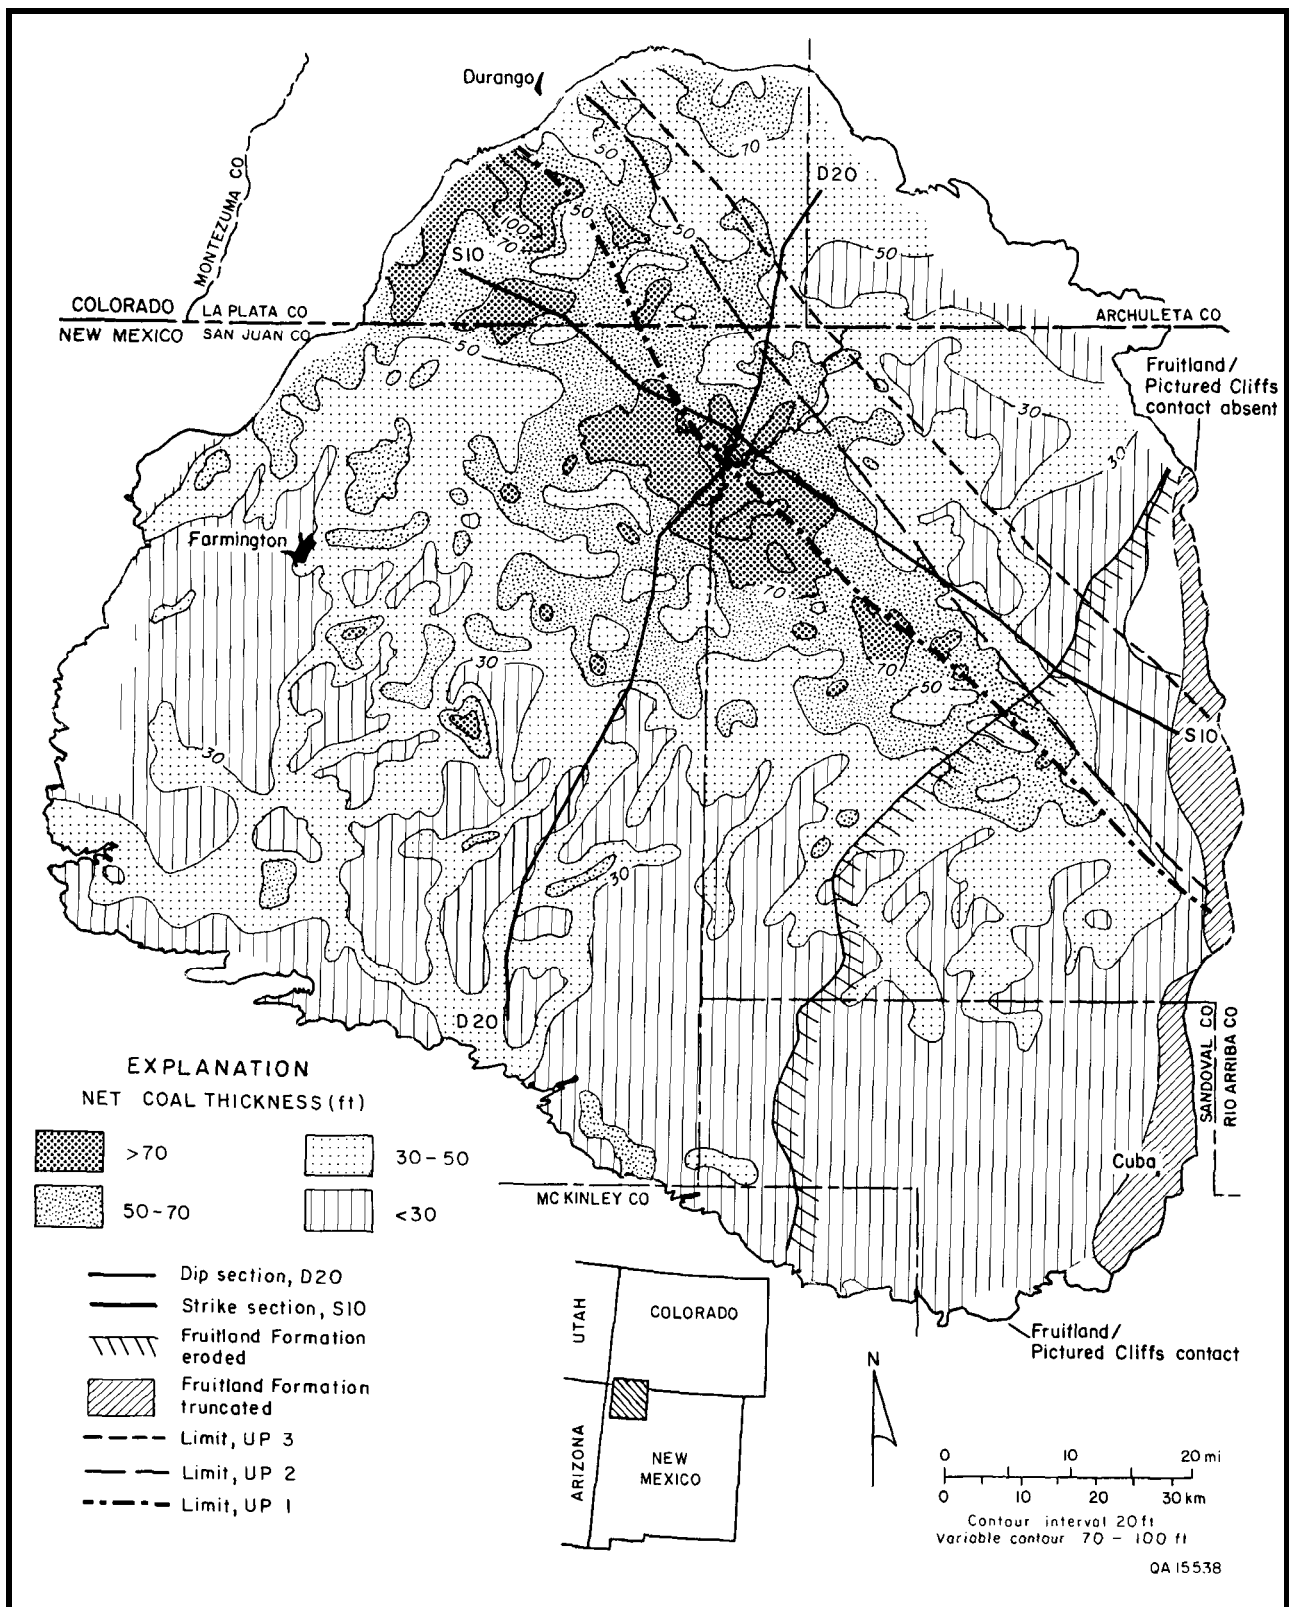 Durango
70
50
D20
MONTEZUMA CO
50
100
70
50
50
S10
COLORADO
LA PLATA CO
NEW MEXICO
SAN JUAN CO
ARCHULETA CO
50
Fruitland/
Pictured Cliffs
contact absent
30
30
Farmington
70
30
70
50
S10
30
30
D20
SANDOVAL CO
RIO ARRIBA CO
Cuba
MC KINLEY CO
EXPLANATION
NET COAL THICKNESS (ft)
>70
30-50
50-70
<30
Dip section, D20
Strike section, S10
Fruitland Formation
eroded
Fruitland Formation
truncated
Limit, UP 3
Limit, UP 2
Limit, UP 1
UTAH
COLORADO
ARIZONA
NEW
MEXICO
Fruitland/
Pictured Cliffs contact
N
0 10 20 mi
0 10 20 30 km
Contour interval 20 ft
Variable contour 70 - 100 ft
QA 15538